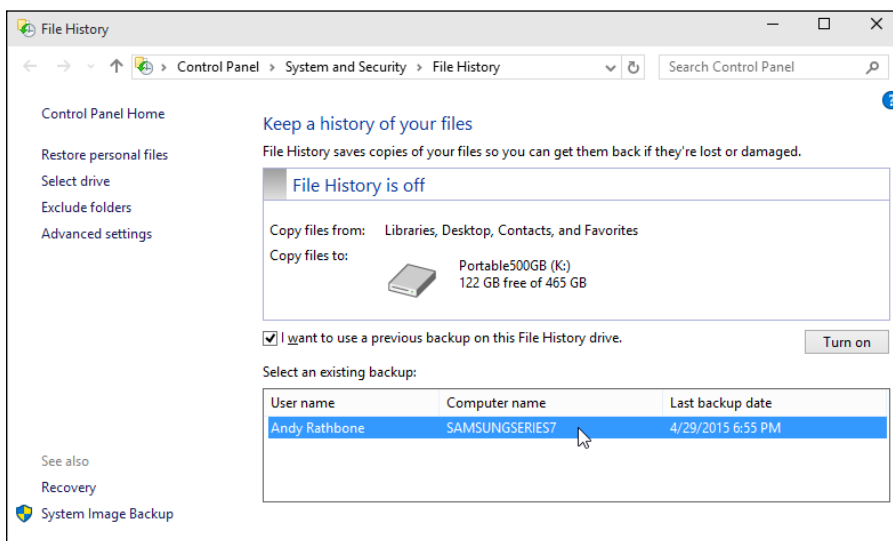 File History
Control Panel > System and Security > File History
Search Control Panel
?
Control Panel Home
Restore personal files
Select drive
Exclude folders
Advanced settings
Keep a history of your files
File History saves copies of your files so you can get them back if they're lost or damaged.
File History is off
Copy files from: Libraries, Desktop, Contacts, and Favorites
Copy files to:
Portable500GB (K:)
122 GB free of 465 GB
I want to use a previous backup on this File History drive.
Turn on
Select an existing backup:
User name Computer name Last backup date
Andy Rathbone SAMSUNGSERIES7 4/29/2015 6:55 PM
See also
Recovery
System Image Backup